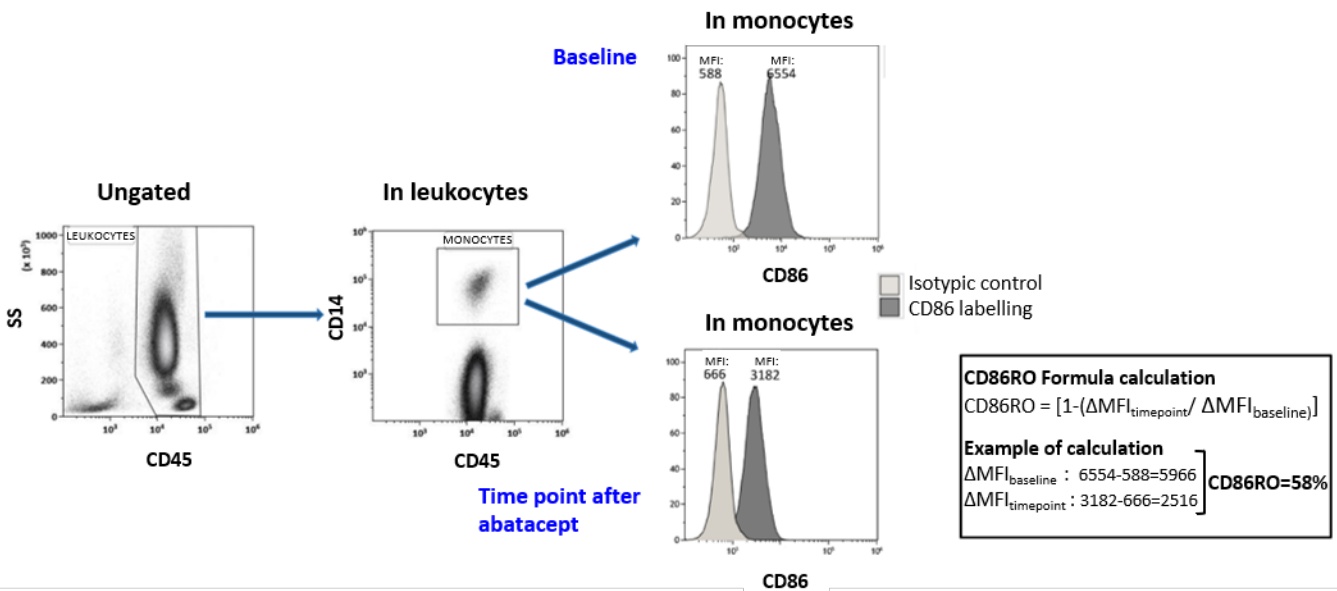 In monocytes
Baseline
MFI:
588
MFI:
6554
100
80
60
40
20
0
10³
10⁴
10⁵
10⁶
CD86
Ungated
LEUKOCYTES
SS
(x 10³)
1000
800
600
400
200
0
10³
10⁴
10⁵
10⁶
CD45
In leukocytes
MONOCYTES
CD14
10⁶
10⁵
10⁴
10³
10³
10⁴
10⁵
10⁶
CD45
Isotypic control
CD86 labelling
Time point after
abatacept
In monocytes
MFI:
666
MFI:
3182
100
80
60
40
20
0
CD86
CD86RO Formula calculation
CD86RO = [1-(ΔMFItimepoint/ ΔMFIbaseline)]
Example of calculation
ΔMFIbaseline : 6554-588=5966
ΔMFItimepoint : 3182-666=2516
CD86RO=58%